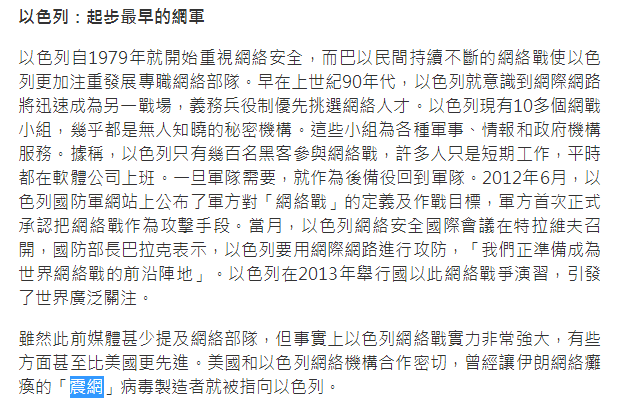 以色列：起步最早的網軍
以色列自1979年就開始重視網絡安全，而巴以民間持續不斷的網絡戰使以色
列更加注重發展專職網絡部隊。早在上世紀90年代，以色列就意識到網際網路
將迅速成為另一戰場，義務兵役制優先挑選網絡人才。以色列現有10多個網戰
小組，幾乎都是無人知曉的秘密機構。這些小組為各種軍事、情報和政府機構
服務。據稱，以色列只有幾百名黑客參與網絡戰，許多人只是短期工作，平時
都在軟體公司上班。一旦軍隊需要，就作為後備役回到軍隊。2012年6月，以
色列國防軍網站上公布了軍方對「網絡戰」的定義及作戰目標，軍方首次正式
承認把網絡戰作為攻擊手段。當月，以色列網絡安全國際會議在特拉維夫召
開，國防部長巴拉克表示，以色列要用網際網路進行攻防，「我們正準備成為
世界網絡戰的前沿陣地」。以色列在2013年舉行國以此網絡戰爭演習，引發
了世界廣泛關注。
雖然此前媒體甚少提及網絡部隊，但事實上以色列網絡戰實力非常強大，有些
方面甚至比美國更先進。美國和以色列網絡機構合作密切，曾經讓伊朗網絡癱
瘓的「震網」病毒製造者就被指向以色列。